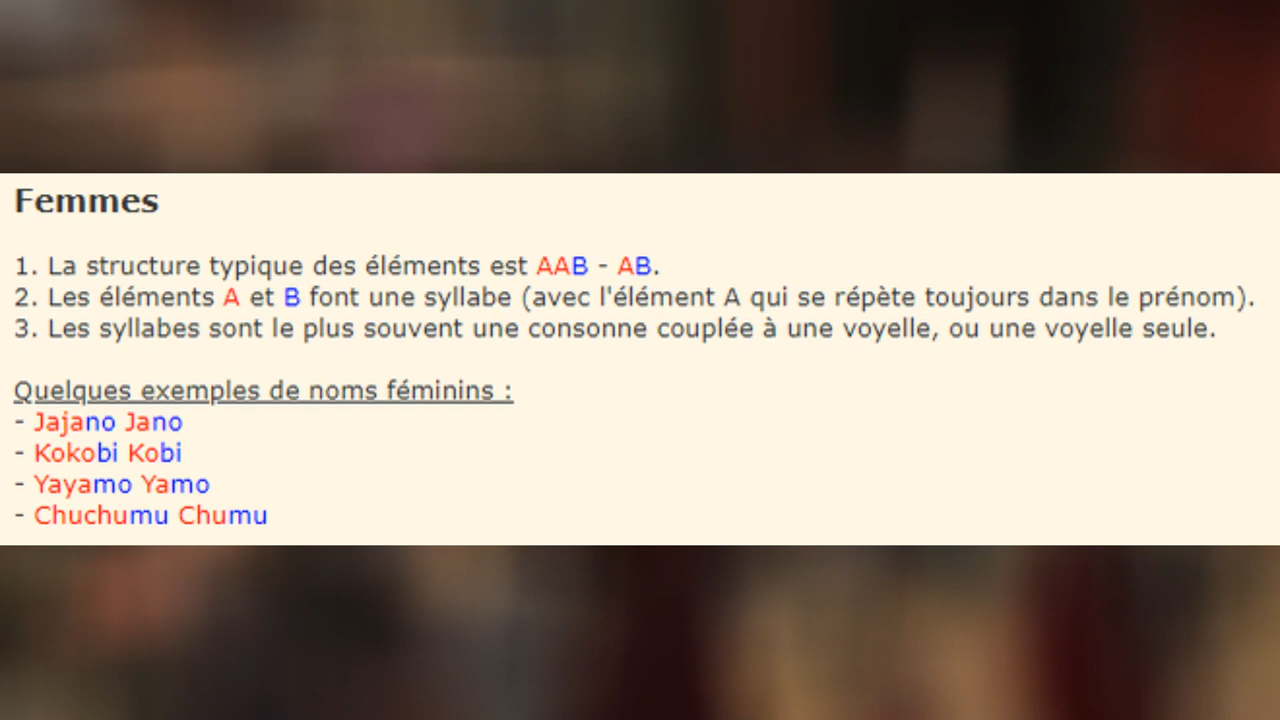 Femmes
1. La structure typique des éléments est AAB - AB.
2. Les éléments A et B font une syllabe (avec l'élément A qui se répète toujours dans le prénom).
3. Les syllabes sont le plus souvent une consonne couplée à une voyelle, ou une voyelle seule.
Quelques exemples de noms féminins :
- Jajano Jano
- Kokobi Kobi
- Yayamo Yamo
- Chuchumu Chumu